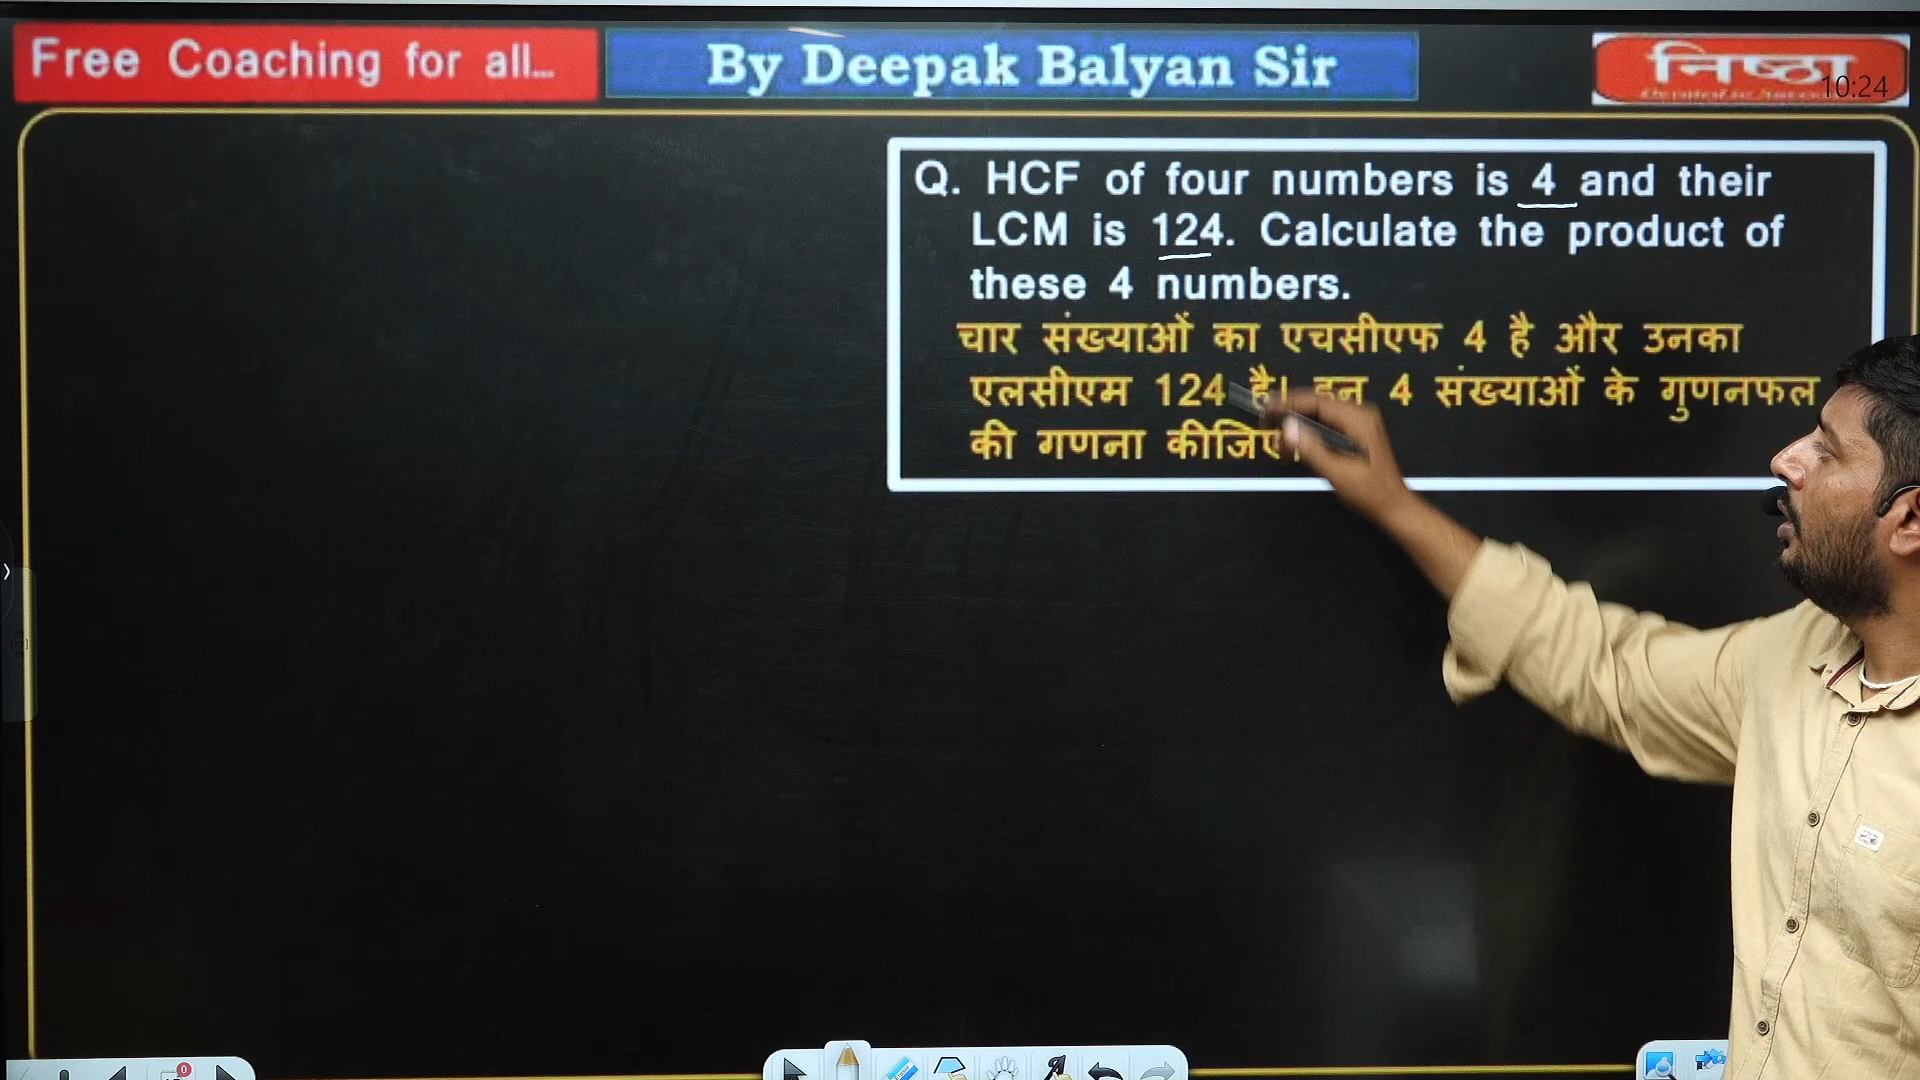 Free Coaching for all...
By Deepak Balyan Sir
निष्ठा
10:24
Q. HCF of four numbers is 4 and their
LCM is 124. Calculate the product of
these 4 numbers.
चार संख्याओं का एचसीएफ 4 है और उनका
एलसीएम 124 है। इन 4 संख्याओं के गुणनफल
की गणना कीजिए।
0